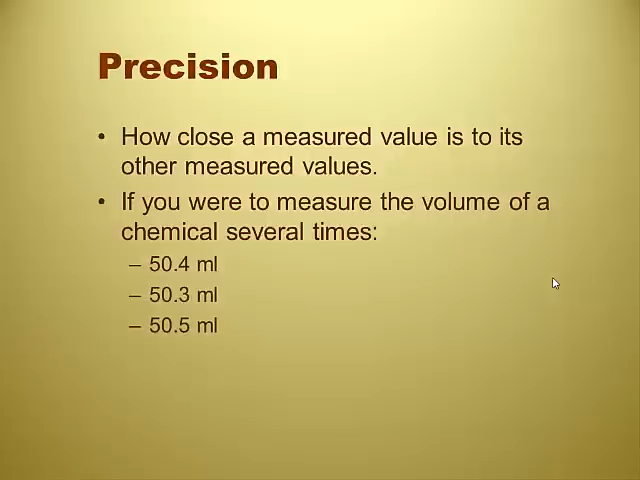 Precision
• How close a measured value is to its
other measured values.
• If you were to measure the volume of a
chemical several times:
– 50.4 ml
– 50.3 ml
– 50.5 ml